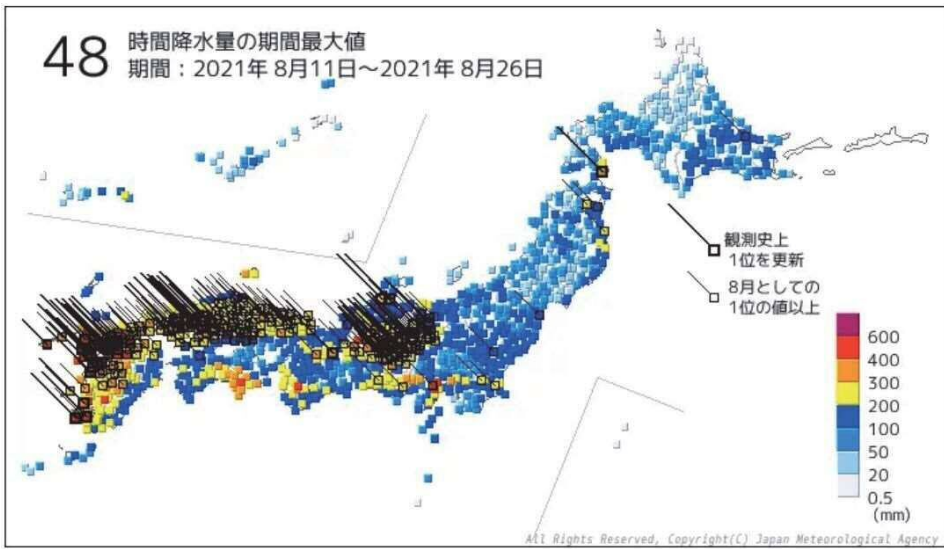 48
時間降水量の期間最大値
期間：2021年 8月11日～2021年 8月26日
観測史上
1位を更新
8月としての
1位の値以上
600
400
300
200
100
50
20
0.5
(mm)
All Rights Reserved, Copyright(C) Japan Meteorological Agency